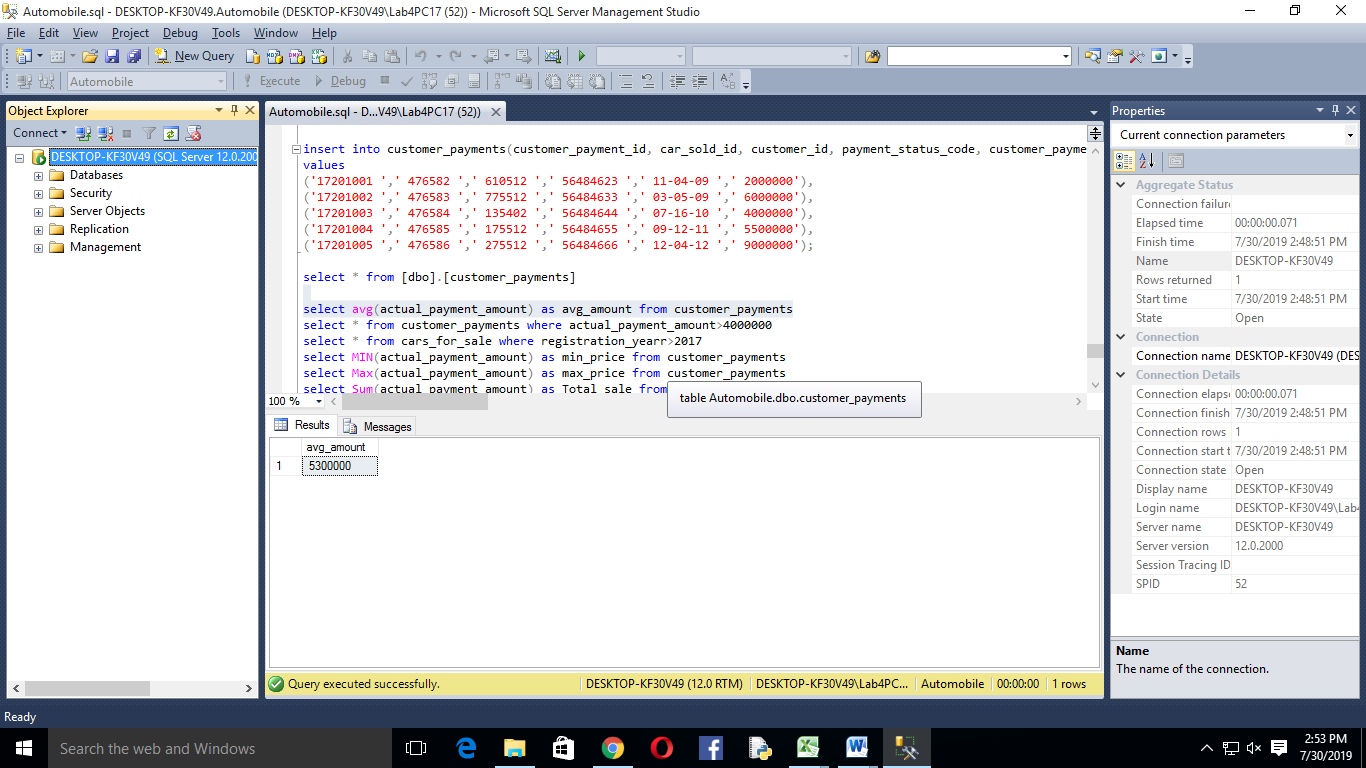 Automobile.sql - DESKTOP-KF30V49.Automobile (DESKTOP-KF30V49\Lab4PC17 (52)) - Microsoft SQL Server Management Studio
File Edit View Project Debug Tools Window Help
New Query
Automobile Execute Debug
Object Explorer
Connect
DESKTOP-KF30V49 (SQL Server 12.0.200
Databases
Security
Server Objects
Replication
Management
Automobile.sql - D...V49\Lab4PC17 (52))
insert into customer_payments(customer_payment_id, car_sold_id, customer_id, payment_status_code, customer_payme
values
('17201001 ',' 476582 ',' 610512 ',' 56484623 ',' 11-04-09 ',' 2000000'),
('17201002 ',' 476583 ',' 775512 ',' 56484633 ',' 03-05-09 ',' 6000000'),
('17201003 ',' 476584 ',' 135402 ',' 56484644 ',' 07-16-10 ',' 4000000'),
('17201004 ',' 476585 ',' 175512 ',' 56484655 ',' 09-12-11 ',' 5500000'),
('17201005 ',' 476586 ',' 275512 ',' 56484666 ',' 12-04-12 ',' 9000000');
select * from [dbo].[customer_payments]
select avg(actual_payment_amount) as avg_amount from customer_payments
select * from customer_payments where actual_payment_amount>4000000
select * from cars_for_sale where registration_yearr>2017
select MIN(actual_payment_amount) as min_price from customer_payments
select Max(actual_payment_amount) as max_price from customer_payments
select Sum(actual_payment_amount) as Total_sale from
table Automobile.dbo.customer_payments
100 %
Results Messages
avg_amount
1 5300000
Query executed successfully. DESKTOP-KF30V49 (12.0 RTM) DESKTOP-KF30V49\Lab4PC... Automobile 00:00:00 1 rows
Properties
Current connection parameters
Aggregate Status
Connection failure
Elapsed time 00:00:00.071
Finish time 7/30/2019 2:48:51 PM
Name DESKTOP-KF30V49
Rows returned 1
Start time 7/30/2019 2:48:51 PM
State Open
Connection
Connection name DESKTOP-KF30V49 (DES
Connection Details
Connection elapse 00:00:00.071
Connection finish 7/30/2019 2:48:51 PM
Connection rows 1
Connection start t 7/30/2019 2:48:51 PM
Connection state Open
Display name DESKTOP-KF30V49
Login name DESKTOP-KF30V49\Lab4
Server name DESKTOP-KF30V49
Server version 12.0.2000
Session Tracing ID
SPID 52
Name
The name of the connection.
Ready
Search the web and Windows
2:53 PM
7/30/2019